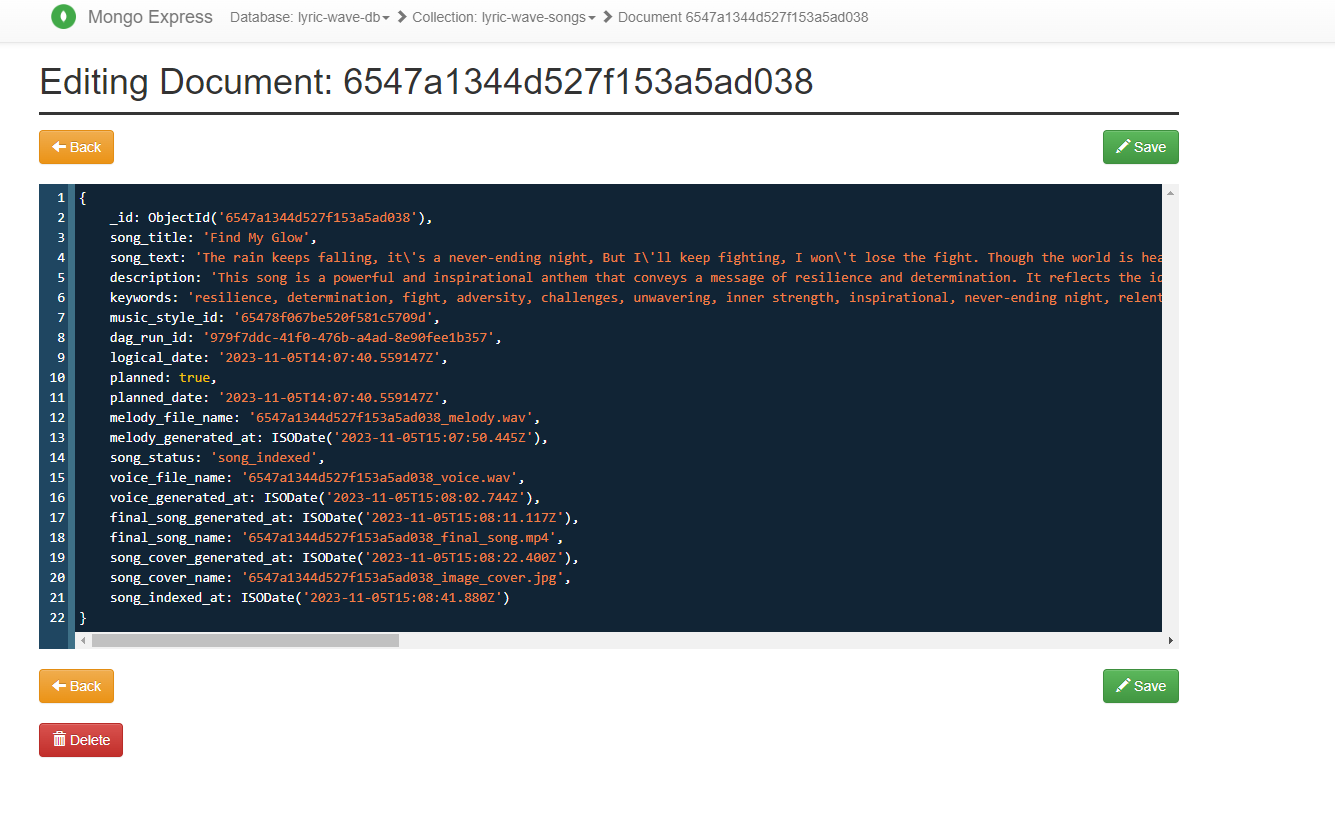 Mongo Express Database: lyric-wave-db Collection: lyric-wave-songs Document 6547a1344d527f153a5ad038
Editing Document: 6547a1344d527f153a5ad038
Back Save
1 {
2 _id: ObjectId('6547a1344d527f153a5ad038'),
3 song_title: 'Find My Glow',
4 song_text: 'The rain keeps falling, it\'s a never-ending night, But I\'ll keep fighting, I won\'t lose the fight. Though the world is hea
5 description: 'This song is a powerful and inspirational anthem that conveys a message of resilience and determination. It reflects the id
6 keywords: 'resilience, determination, fight, adversity, challenges, unwavering, inner strength, inspirational, never-ending night, relent
7 music_style_id: '65478f067be520f581c5709d',
8 dag_run_id: '979f7ddc-41f0-476b-a4ad-8e90fee1b357',
9 logical_date: '2023-11-05T14:07:40.559147Z',
10 planned: true,
11 planned_date: '2023-11-05T14:07:40.559147Z',
12 melody_file_name: '6547a1344d527f153a5ad038_melody.wav',
13 melody_generated_at: ISODate('2023-11-05T15:07:50.445Z'),
14 song_status: 'song_indexed',
15 voice_file_name: '6547a1344d527f153a5ad038_voice.wav',
16 voice_generated_at: ISODate('2023-11-05T15:08:02.744Z'),
17 final_song_generated_at: ISODate('2023-11-05T15:08:11.117Z'),
18 final_song_name: '6547a1344d527f153a5ad038_final_song.mp4',
19 song_cover_generated_at: ISODate('2023-11-05T15:08:22.400Z'),
20 song_cover_name: '6547a1344d527f153a5ad038_image_cover.jpg',
21 song_indexed_at: ISODate('2023-11-05T15:08:41.880Z')
22 }
Back Save
Delete